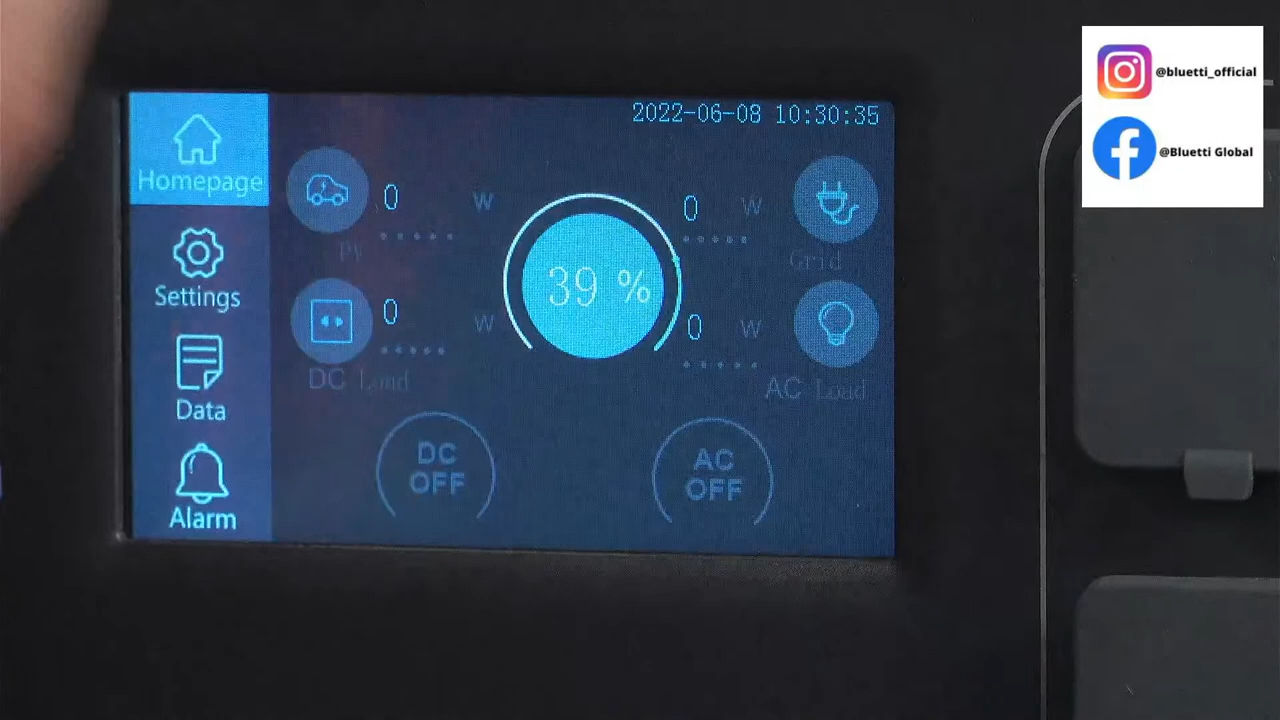 @bluetti_official
@Bluetti Global
2022-06-08 10:30:35
Homepage
Settings
Data
Alarm
0 W
PV
0 W
DC Load
39 %
0 W
Grid
0 W
AC Load
DC
OFF
AC
OFF